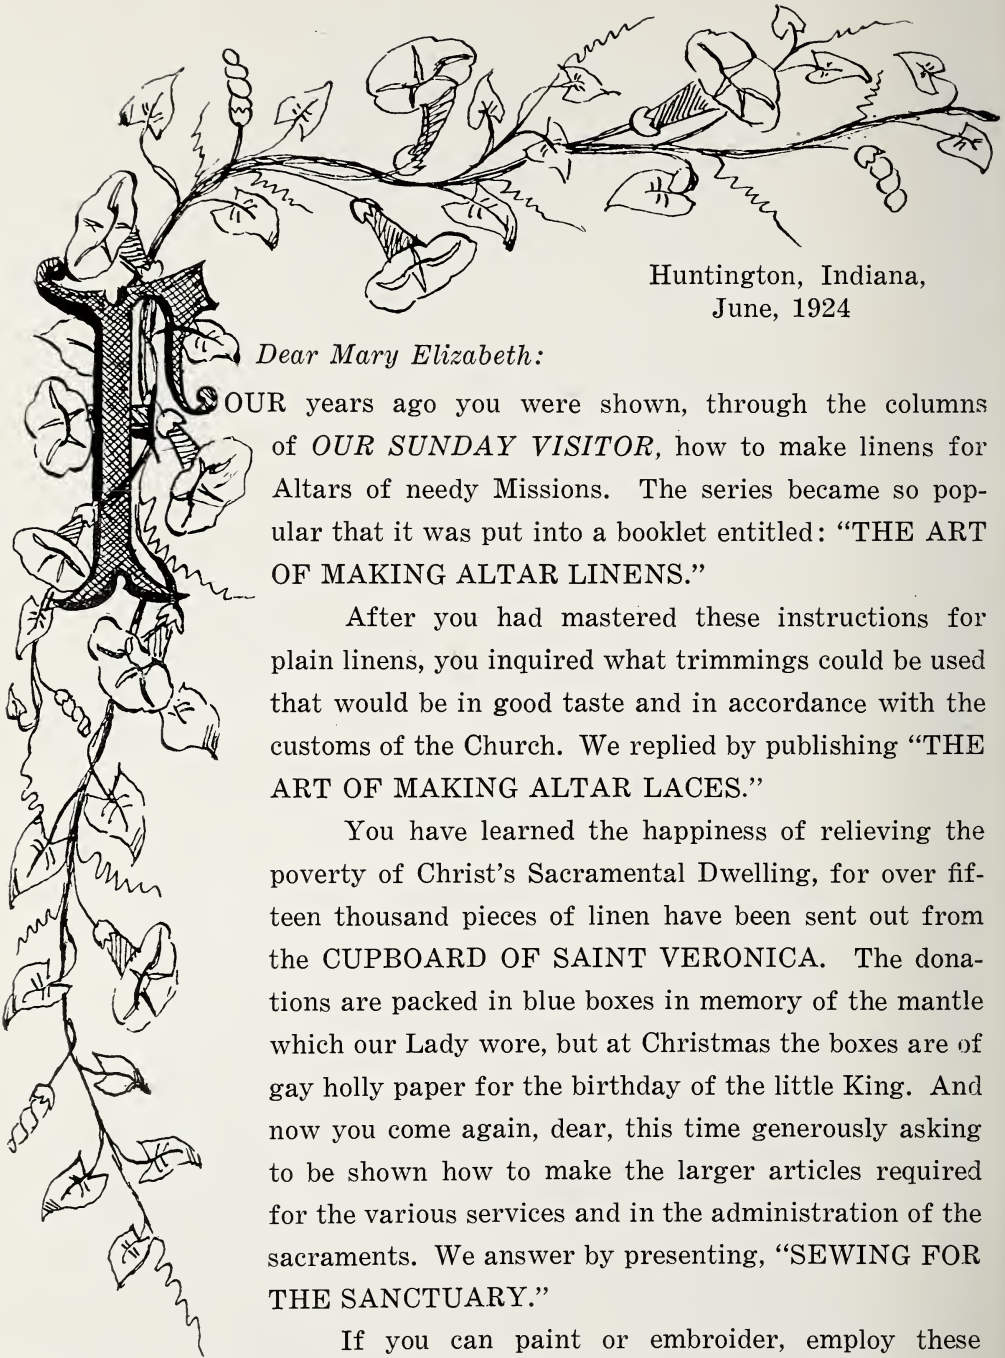 Huntington, Indiana,
June, 1924
Dear Mary Elizabeth:
FOUR years ago you were shown, through the columns
of OUR SUNDAY VISITOR, how to make linens for
Altars of needy Missions. The series became so pop-
ular that it was put into a booklet entitled: “THE ART
OF MAKING ALTAR LINENS.”
After you had mastered these instructions for
plain linens, you inquired what trimmings could be used
that would be in good taste and in accordance with the
customs of the Church. We replied by publishing “THE
ART OF MAKING ALTAR LACES.”
You have learned the happiness of relieving the
poverty of Christ’s Sacramental Dwelling, for over fif-
teen thousand pieces of linen have been sent out from
the CUPBOARD OF SAINT VERONICA. The dona-
tions are packed in blue boxes in memory of the mantle
which our Lady wore, but at Christmas the boxes are of
gay holly paper for the birthday of the little King. And
now you come again, dear, this time generously asking
to be shown how to make the larger articles required
for the various services and in the administration of the
sacraments. We answer by presenting, “SEWING FOR
THE SANCTUARY.”
If you can paint or embroider, employ these